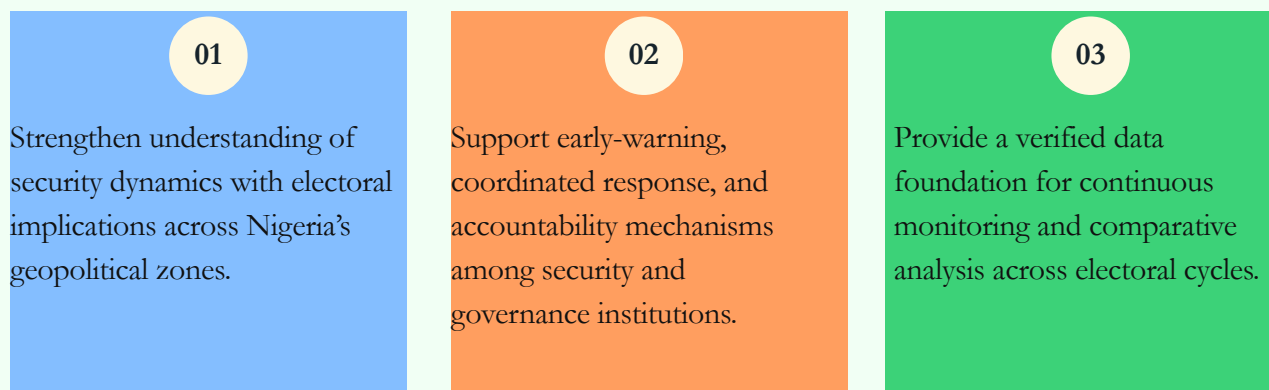 01
Strengthen understanding of
security dynamics with electoral
implications across Nigeria’s
geopolitical zones.
02
Support early-warning,
coordinated response, and
accountability mechanisms
among security and
governance institutions.
03
Provide a verified data
foundation for continuous
monitoring and comparative
analysis across electoral cycles.